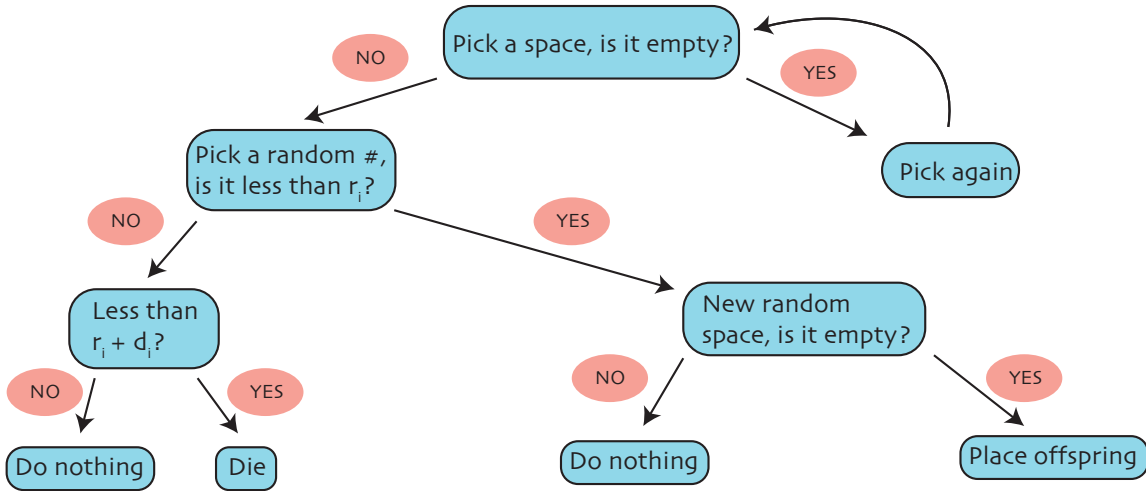 Pick a space, is it empty?
NO
YES
Pick a random #,
is it less than rᵢ?
Pick again
NO
YES
Less than
rᵢ + dᵢ?
New random
space, is it empty?
NO
YES
NO
YES
Do nothing
Die
Do nothing
Place offspring